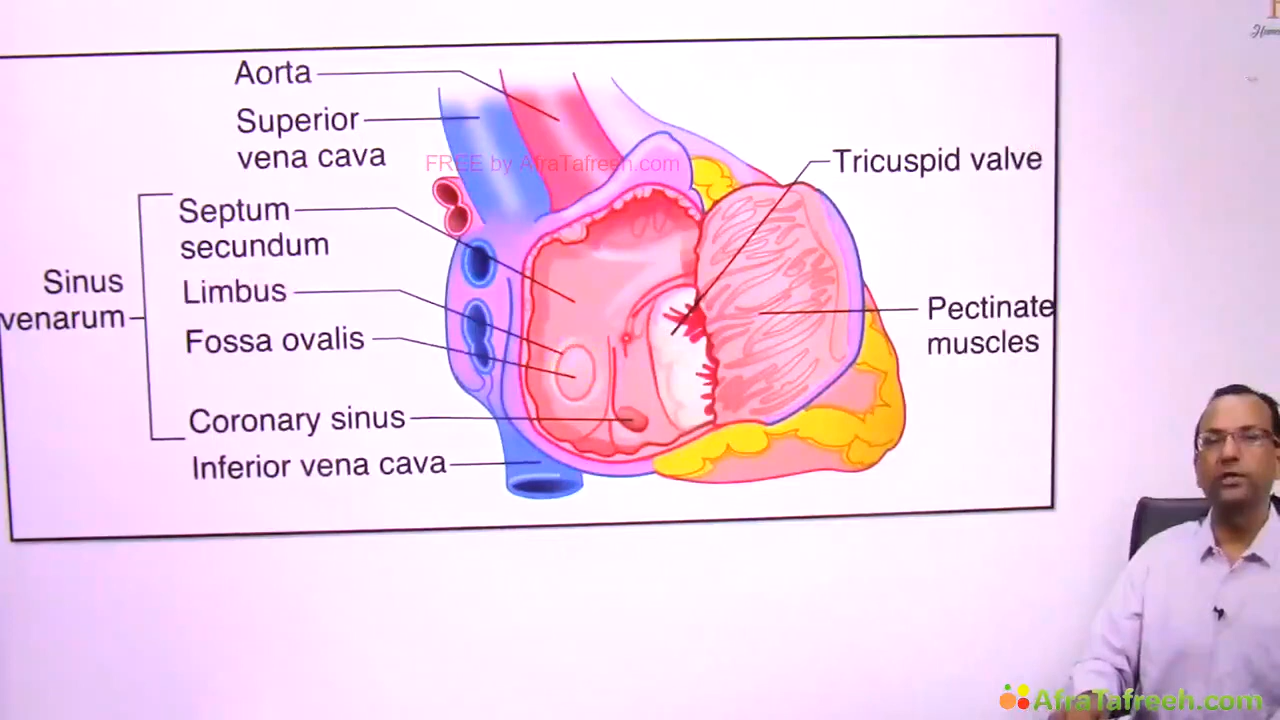 Aorta
Superior
vena cava
FREE by AfraTafreeh.com
Tricuspid valve
Septum
secundum
Sinus
venarum
Limbus
Fossa ovalis
Pectinate
muscles
Coronary sinus
Inferior vena cava
AfraTafreeh.com